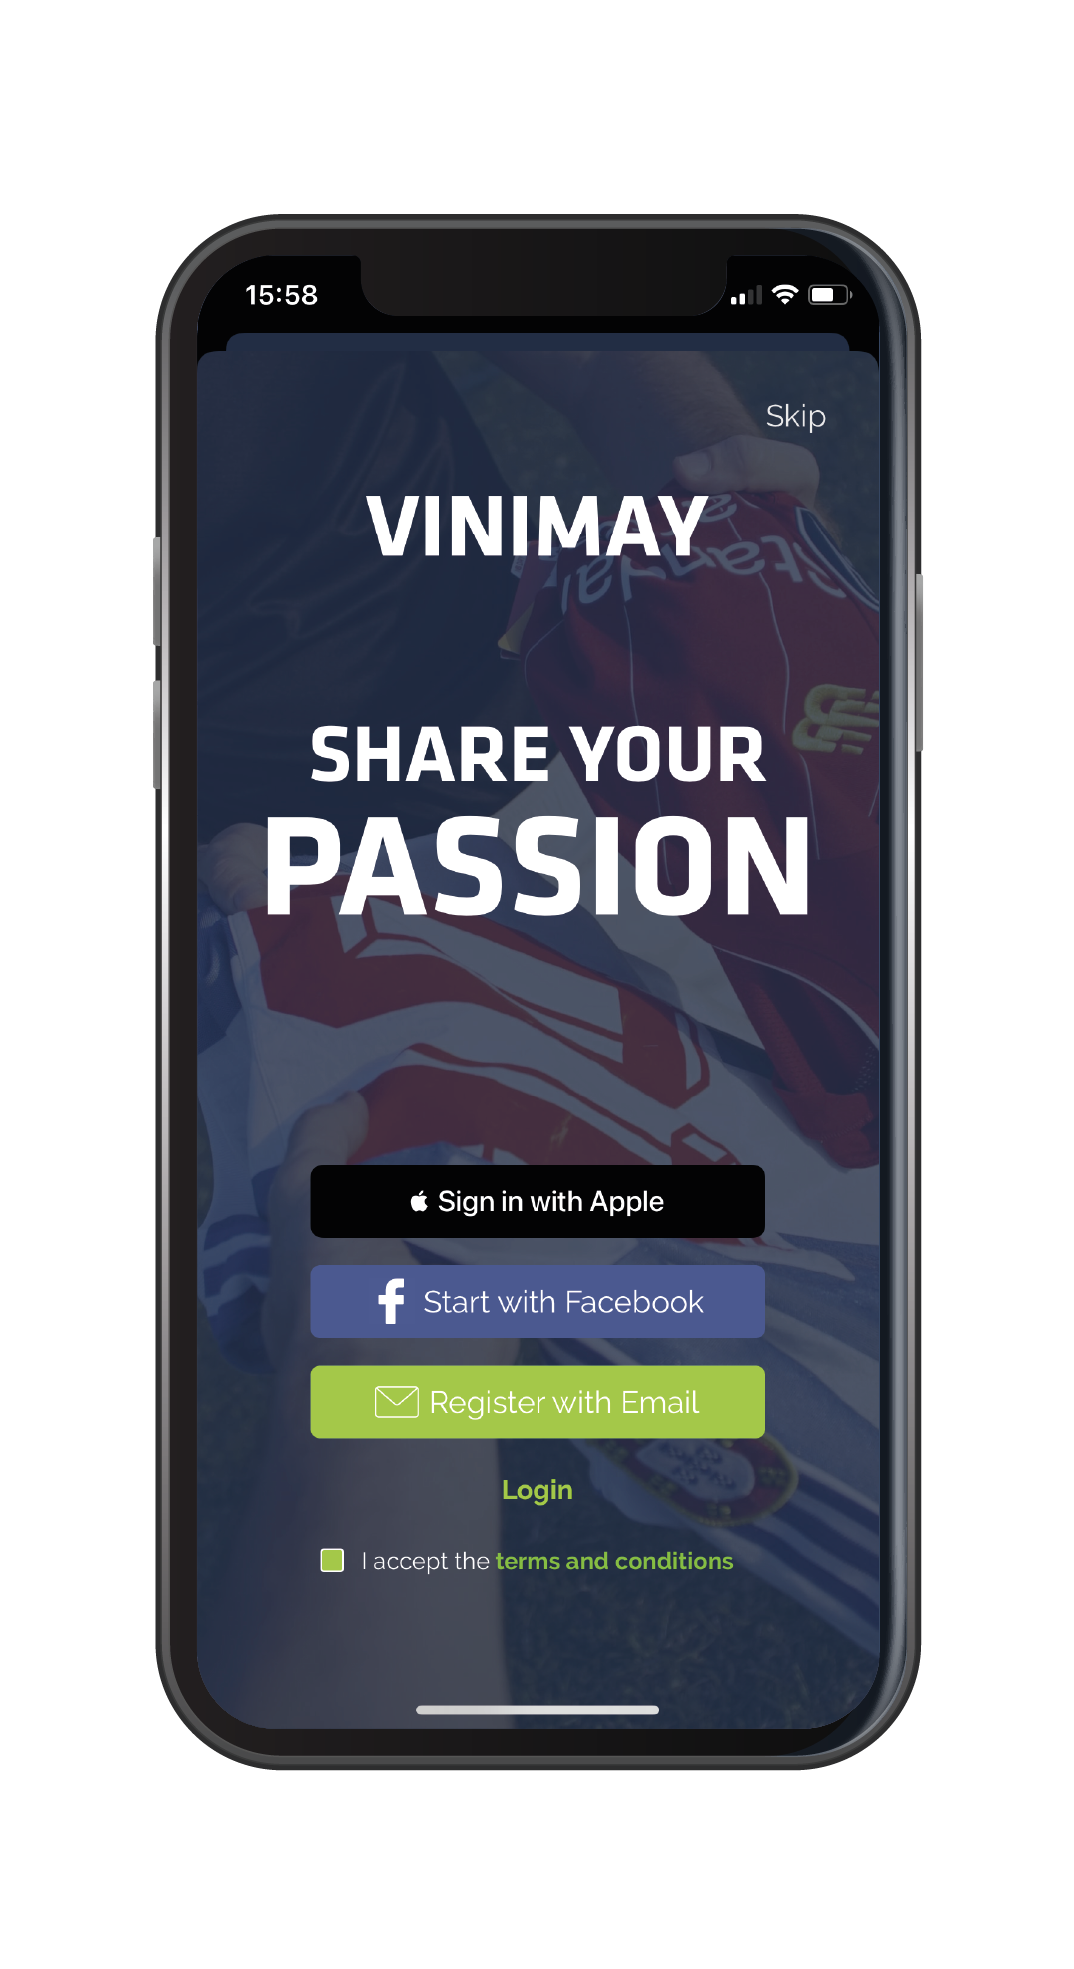 15:58
Skip
VINIMAY
SHARE YOUR
PASSION
Sign in with Apple
Start with Facebook
Register with Email
Login
I accept the terms and conditions